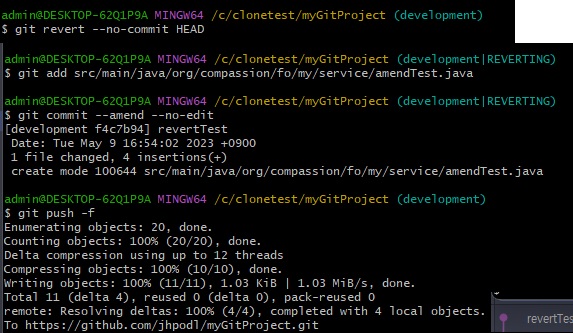 admin@DESKTOP-62Q1P9A MINGW64 /c/clonetest/myGitProject (development)
$ git revert --no-commit HEAD
admin@DESKTOP-62Q1P9A MINGW64 /c/clonetest/myGitProject (development|REVERTING)
$ git add src/main/java/org/compassion/fo/my/service/amendTest.java
admin@DESKTOP-62Q1P9A MINGW64 /c/clonetest/myGitProject (development|REVERTING)
$ git commit --amend --no-edit
[development f4c7b94] revertTest
Date: Tue May 9 16:54:02 2023 +0900
1 file changed, 4 insertions(+)
create mode 100644 src/main/java/org/compassion/fo/my/service/amendTest.java
admin@DESKTOP-62Q1P9A MINGW64 /c/clonetest/myGitProject (development)
$ git push -f
Enumerating objects: 20, done.
Counting objects: 100% (20/20), done.
Delta compression using up to 12 threads
Compressing objects: 100% (10/10), done.
Writing objects: 100% (11/11), 1.03 KiB | 1.03 MiB/s, done.
Total 11 (delta 4), reused 0 (delta 0), pack-reused 0
remote: Resolving deltas: 100% (4/4), completed with 4 local objects.
To https://github.com/jhpodl/myGitProject.git
revertTes